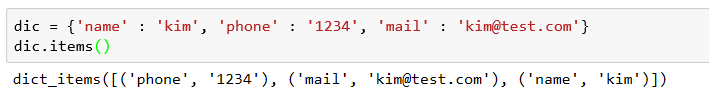 dic = {'name' : 'kim', 'phone' : '1234', 'mail' : 'kim@test.com'}
dic.items()
dict_items([('phone', '1234'), ('mail', 'kim@test.com'), ('name', 'kim')])